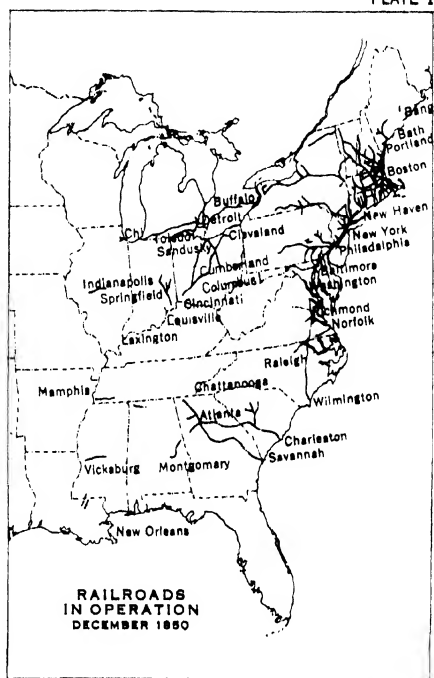 PLATE I
Bang
Bath
Portland
Boston
Buffalo
Detroit
New Haven
Chi
Toledo
Cleveland
Sandusky
New York
Philadelphia
Cumberland
Baltimore
Indianapolis
Columbus
Washington
Springfield
Cincinnati
Louisville
Richmond
Norfolk
Lexington
Raleigh
Chattanooga
Memphis
Wilmington
Atlanta
Charleston
Savannah
Vicksburg
Montgomary
New Orleans
RAILROADS
IN OPERATION
DECEMBER 1850